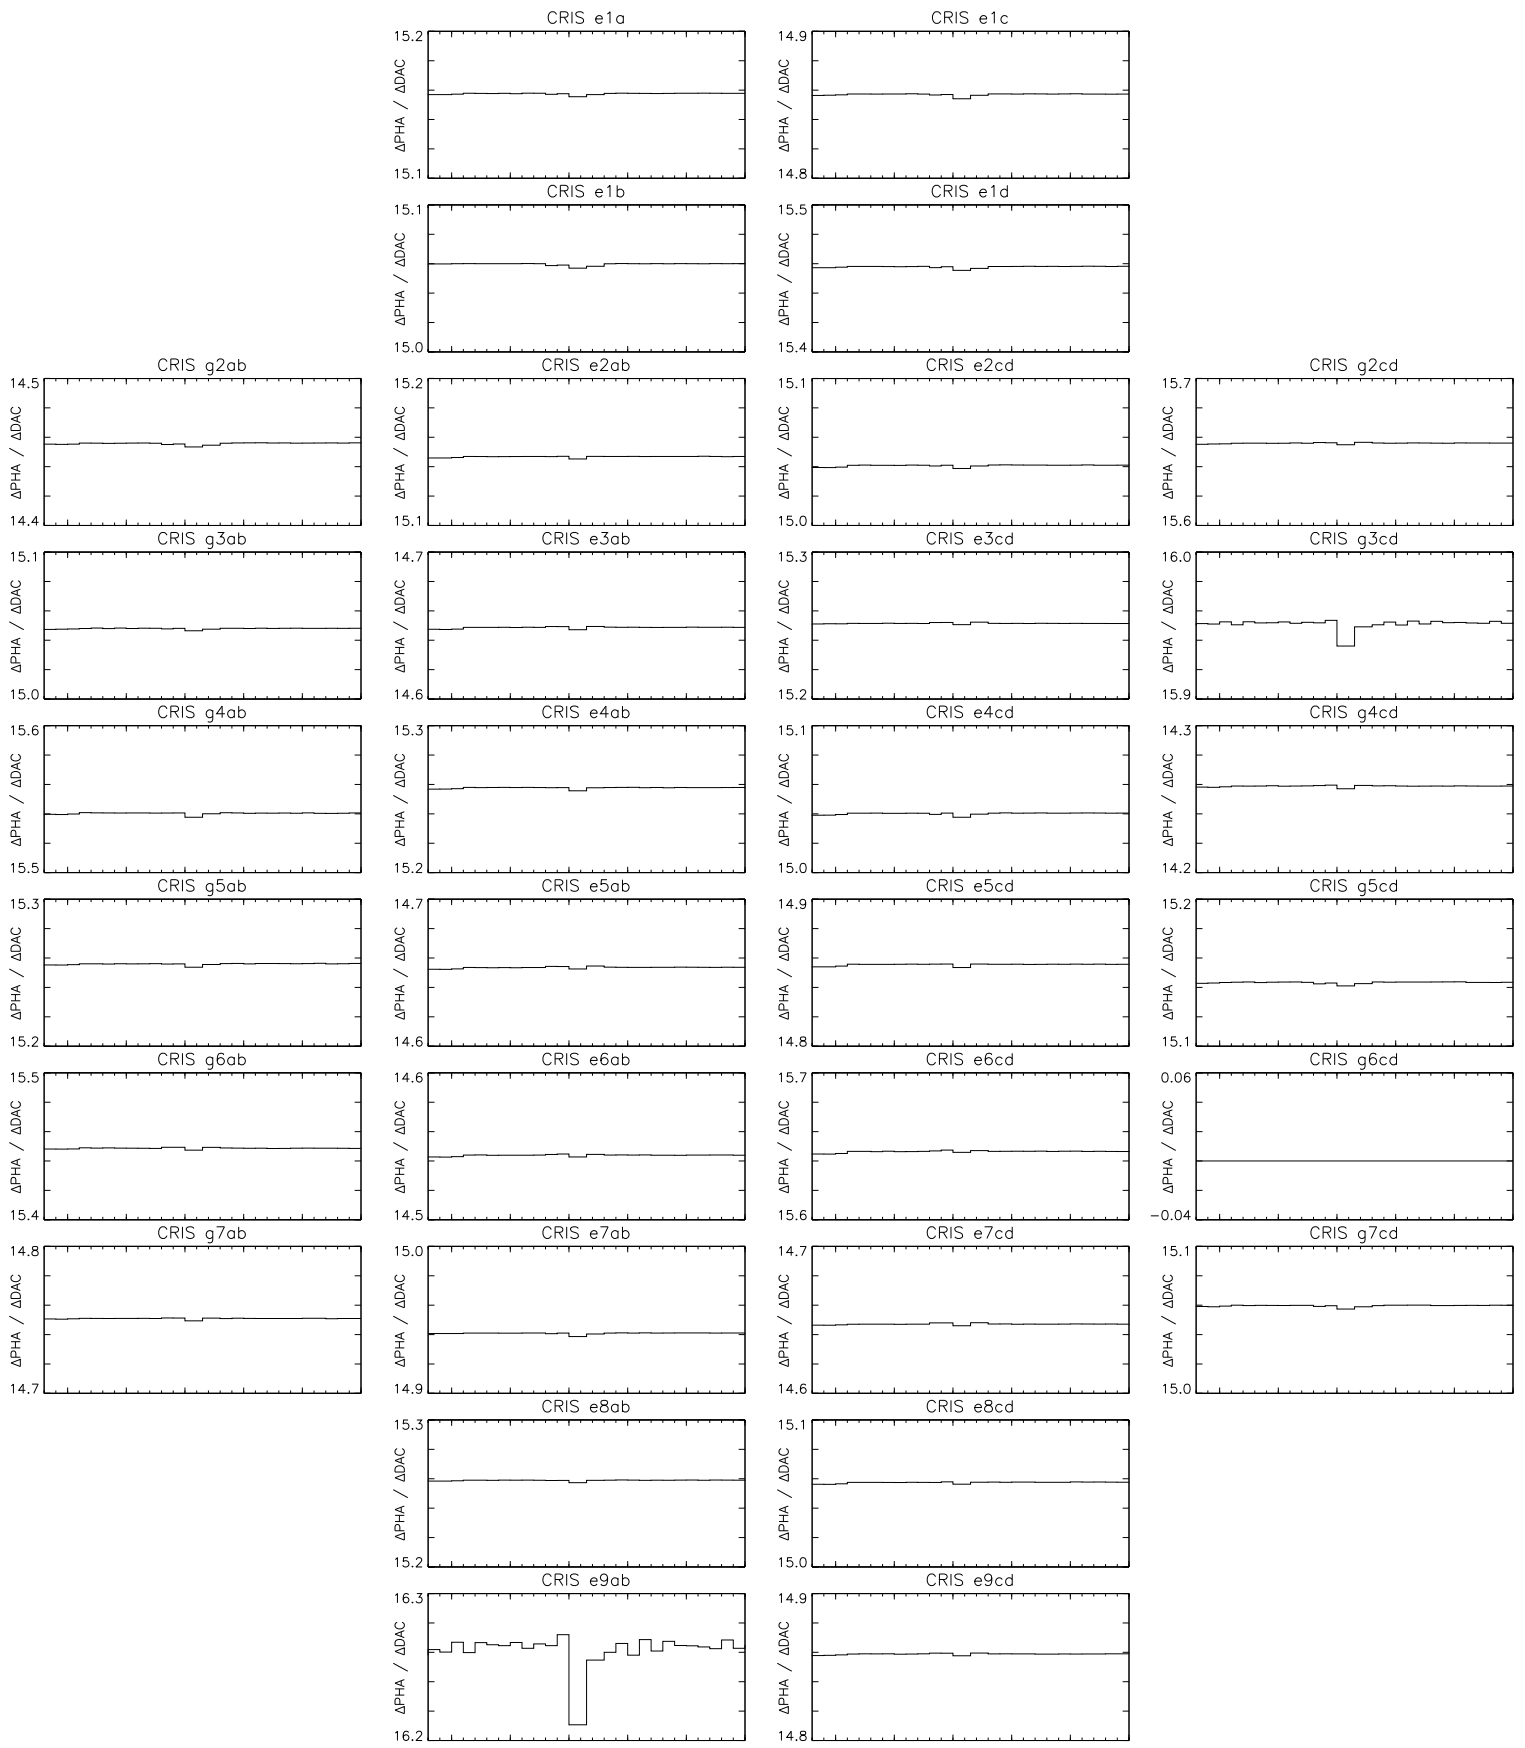 CRIS e1a
15.2
ΔPHA / ΔDAC
15.1
CRIS e1c
14.9
ΔPHA / ΔDAC
14.8
CRIS e1b
15.1
ΔPHA / ΔDAC
15.0
CRIS e1d
15.5
ΔPHA / ΔDAC
15.4
CRIS g2ab
14.5
ΔPHA / ΔDAC
14.4
CRIS e2ab
15.2
ΔPHA / ΔDAC
15.1
CRIS e2cd
15.1
ΔPHA / ΔDAC
15.0
CRIS g2cd
15.7
ΔPHA / ΔDAC
15.6
CRIS g3ab
15.1
ΔPHA / ΔDAC
15.0
CRIS e3ab
14.7
ΔPHA / ΔDAC
14.6
CRIS e3cd
15.3
ΔPHA / ΔDAC
15.2
CRIS g3cd
16.0
ΔPHA / ΔDAC
15.9
CRIS g4ab
15.6
ΔPHA / ΔDAC
15.5
CRIS e4ab
15.3
ΔPHA / ΔDAC
15.2
CRIS e4cd
15.1
ΔPHA / ΔDAC
15.0
CRIS g4cd
14.3
ΔPHA / ΔDAC
14.2
CRIS g5ab
15.3
ΔPHA / ΔDAC
15.2
CRIS e5ab
14.7
ΔPHA / ΔDAC
14.6
CRIS e5cd
14.9
ΔPHA / ΔDAC
14.8
CRIS g5cd
15.2
ΔPHA / ΔDAC
15.1
CRIS g6ab
15.5
ΔPHA / ΔDAC
15.4
CRIS e6ab
14.6
ΔPHA / ΔDAC
14.5
CRIS e6cd
15.7
ΔPHA / ΔDAC
15.6
CRIS g6cd
0.06
ΔPHA / ΔDAC
−0.04
CRIS g7ab
14.8
ΔPHA / ΔDAC
14.7
CRIS e7ab
15.0
ΔPHA / ΔDAC
14.9
CRIS e7cd
14.7
ΔPHA / ΔDAC
14.6
CRIS g7cd
15.1
ΔPHA / ΔDAC
15.0
CRIS e8ab
15.3
ΔPHA / ΔDAC
15.2
CRIS e8cd
15.1
ΔPHA / ΔDAC
15.0
CRIS e9ab
16.3
ΔPHA / ΔDAC
16.2
CRIS e9cd
14.9
ΔPHA / ΔDAC
14.8